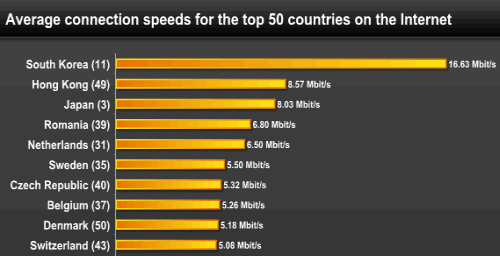 Average connection speeds for the top 50 countries on the Internet
South Korea (11) 16.63 Mbit/s
Hong Kong (49) 8.57 Mbit/s
Japan (3) 8.03 Mbit/s
Romania (39) 6.80 Mbit/s
Netherlands (31) 6.50 Mbit/s
Sweden (35) 5.50 Mbit/s
Czech Republic (40) 5.32 Mbit/s
Belgium (37) 5.26 Mbit/s
Denmark (50) 5.18 Mbit/s
Switzerland (43) 5.08 Mbit/s